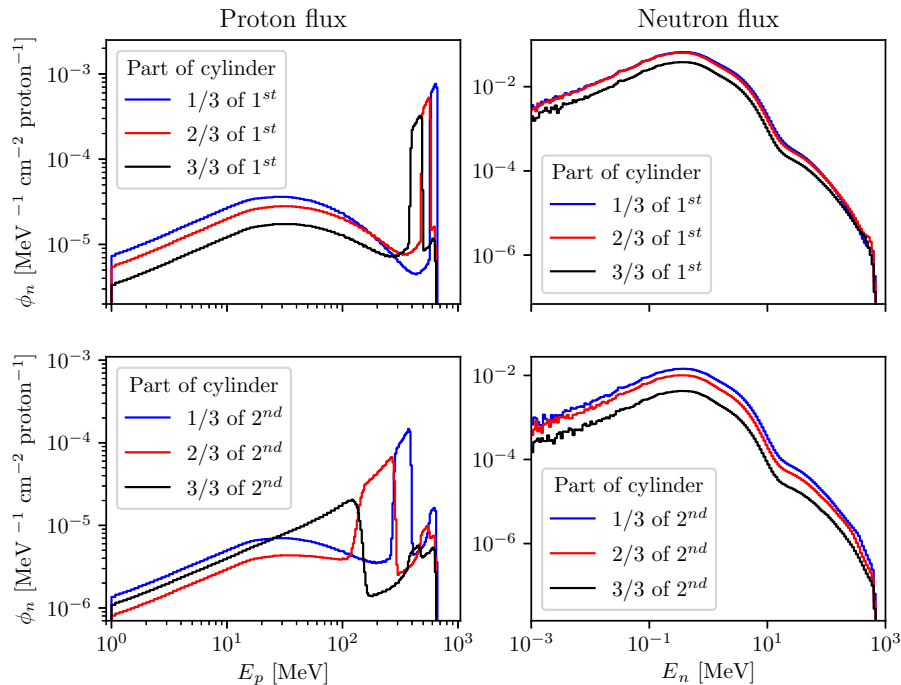 Proton flux
Neutron flux
ϕₙ [MeV ⁻¹ cm⁻² proton⁻¹]
10⁻³
10⁻⁴
10⁻⁵
Part of cylinder
1/3 of 1ˢᵗ
2/3 of 1ˢᵗ
3/3 of 1ˢᵗ
10⁻²
10⁻⁴
10⁻⁶
Part of cylinder
1/3 of 1ˢᵗ
2/3 of 1ˢᵗ
3/3 of 1ˢᵗ
ϕₙ [MeV ⁻¹ cm⁻² proton⁻¹]
10⁻³
10⁻⁴
10⁻⁵
10⁻⁶
Part of cylinder
1/3 of 2ⁿᵈ
2/3 of 2ⁿᵈ
3/3 of 2ⁿᵈ
10⁰ 10¹ 10² 10³
E_p [MeV]
10⁻²
10⁻⁴
10⁻⁶
Part of cylinder
1/3 of 2ⁿᵈ
2/3 of 2ⁿᵈ
3/3 of 2ⁿᵈ
10⁻³ 10⁻¹ 10¹ 10³
E_n [MeV]